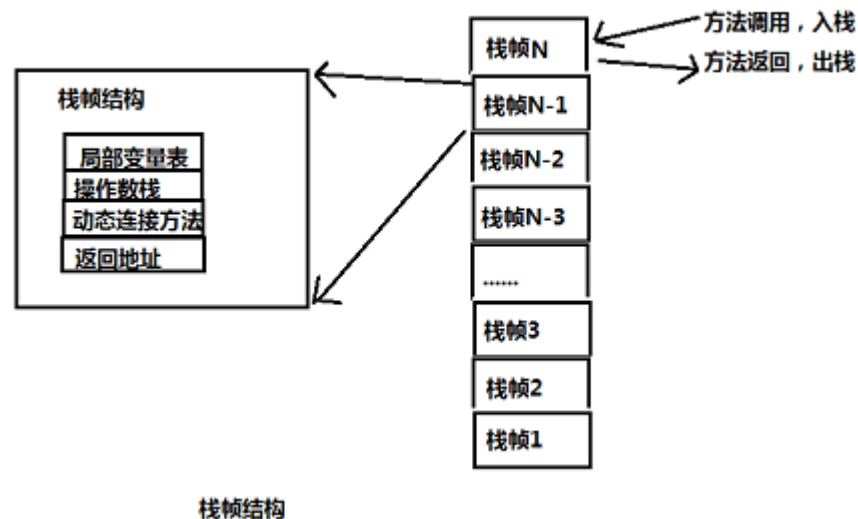 方法调用，入栈
栈帧N
方法返回，出栈
栈帧结构
栈帧N-1
局部变量表
栈帧N-2
操作数栈
动态连接方法
栈帧N-3
返回地址
......
栈帧3
栈帧2
栈帧1
栈帧结构